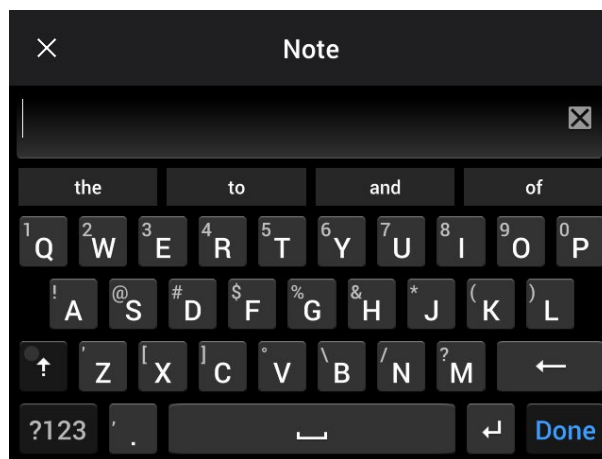 Note
the to and of
1Q 2W 3E 4R 5T 6Y 7U 8I 9O 0P
!A @S #D $F %G &H *J (K )L
'Z [X ]C °V \B /N ?M
?123 ' . Done